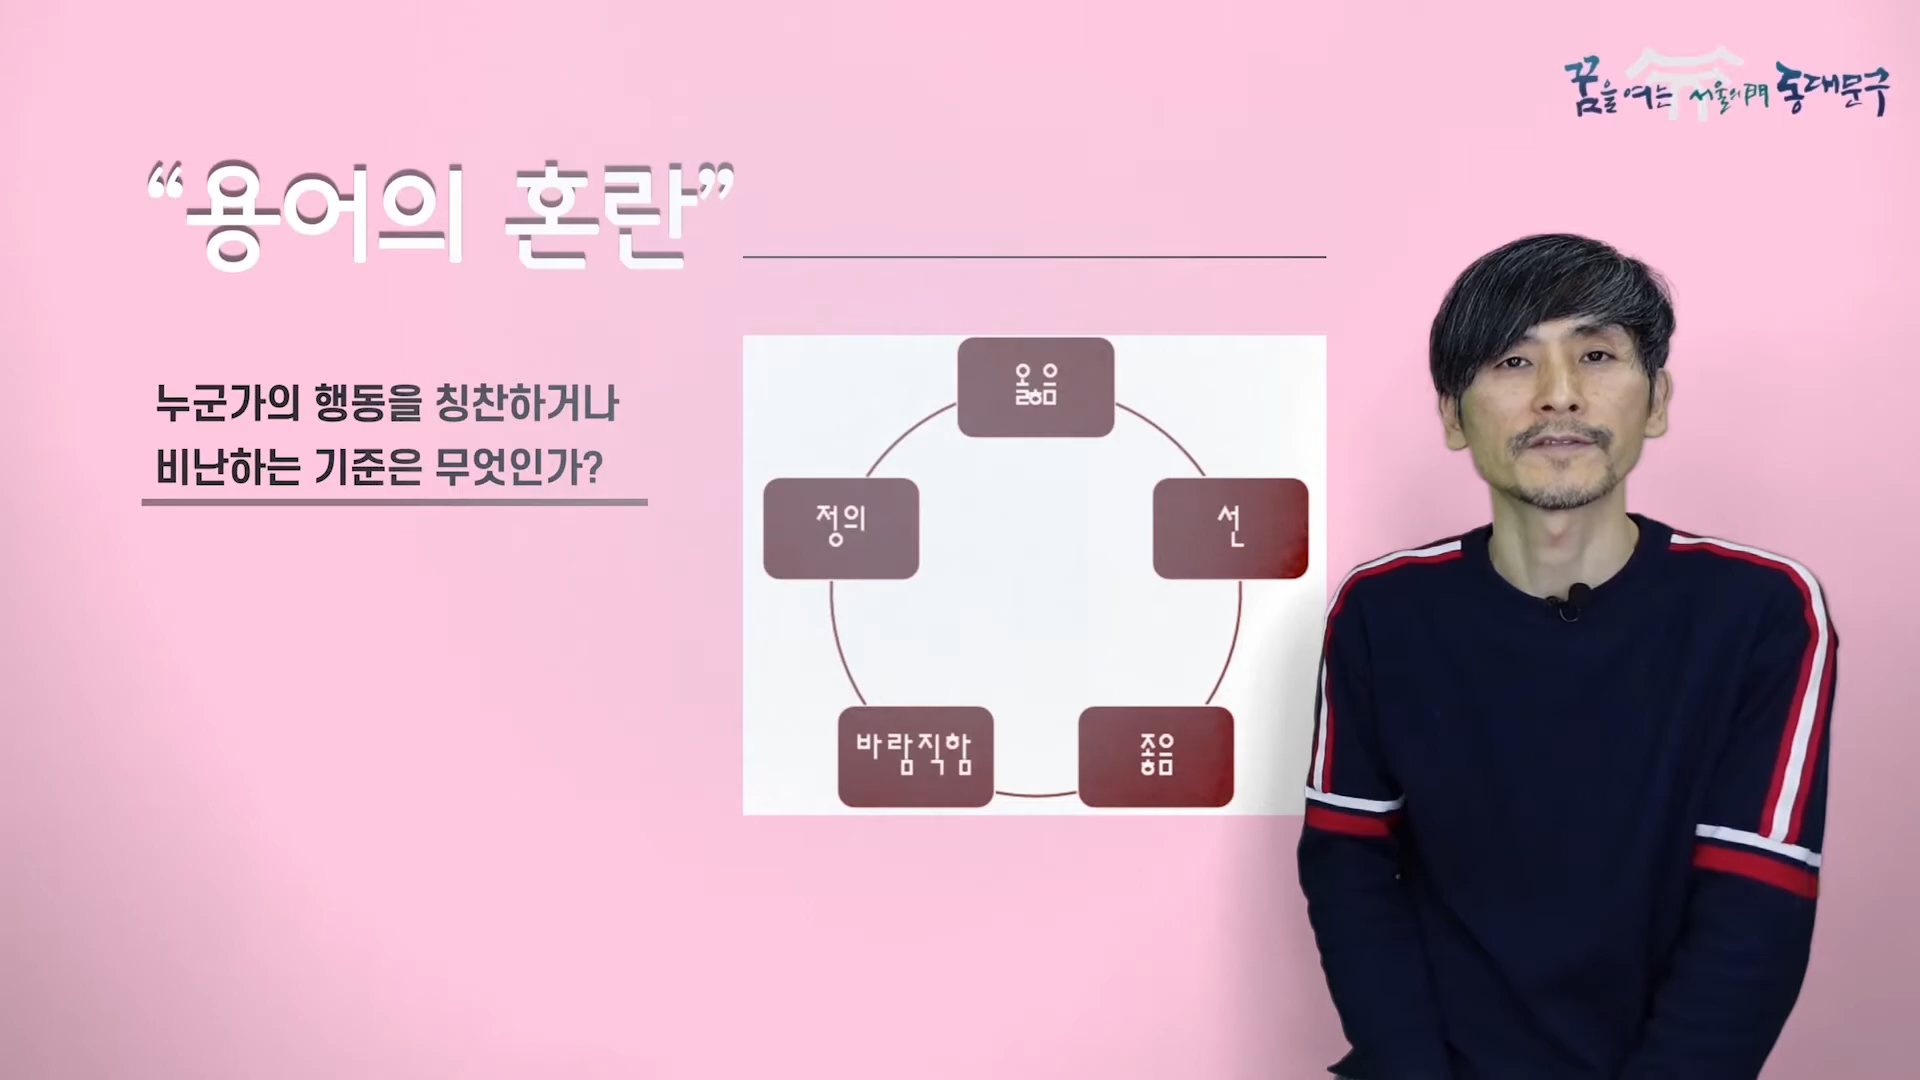 꿈을 여는 서울의 門 동대문구
“용어의 혼란”
누군가의 행동을 칭찬하거나
비난하는 기준은 무엇인가?
옳음
정의
선
바람직함
좋음